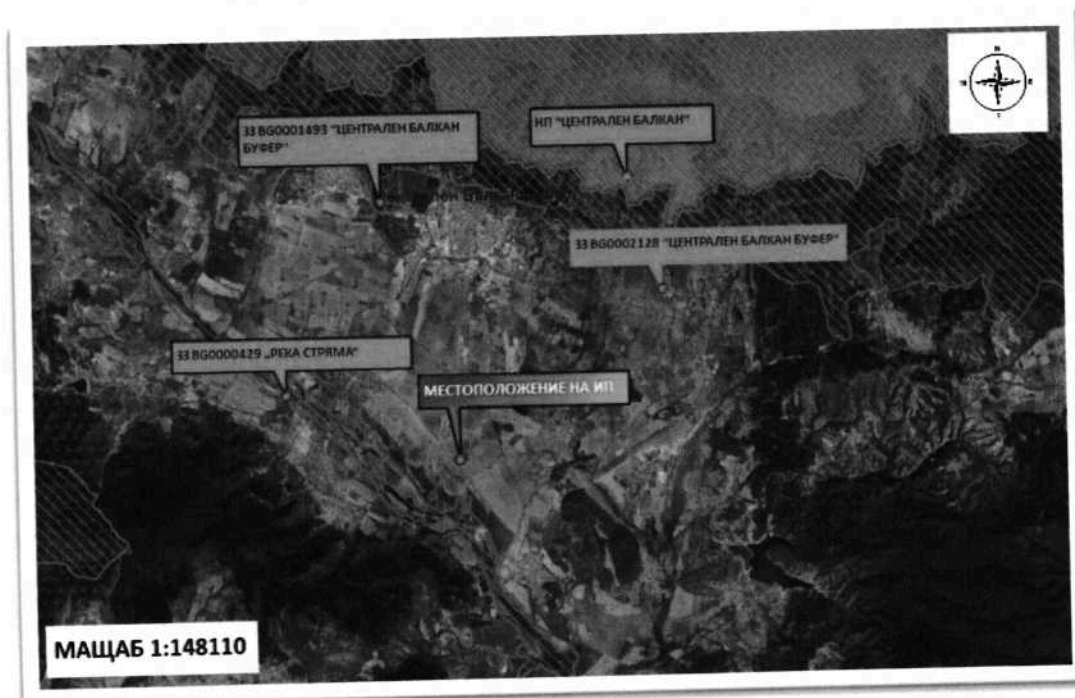 33 BG0001493 "ЦЕНТРАЛЕН БАЛКАН
БУФЕР"
НП "ЦЕНТРАЛЕН БАЛКАН"
33 BG0002128 "ЦЕНТРАЛЕН БАЛКАН БУФЕР"
33 BG0000429 „РЕКА СТРЯМА"
МЕСТОПОЛОЖЕНИЕ НА ИП
МАЩАБ 1:148110